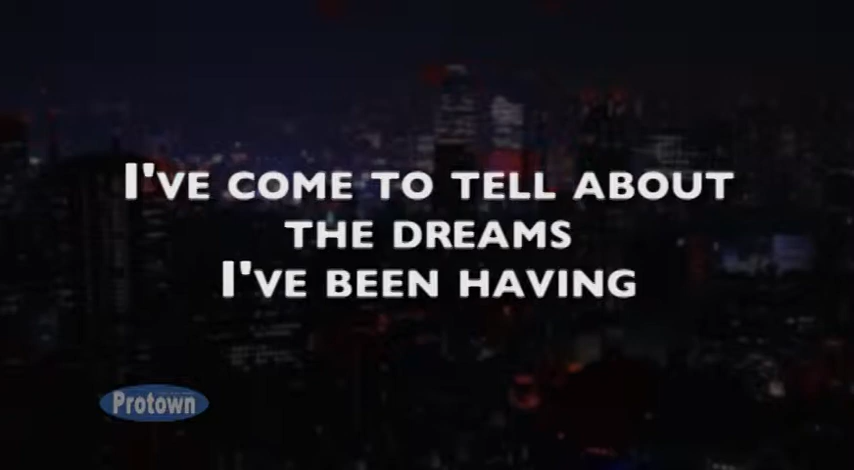 I'VE COME TO TELL ABOUT
THE DREAMS
I'VE BEEN HAVING
Protown